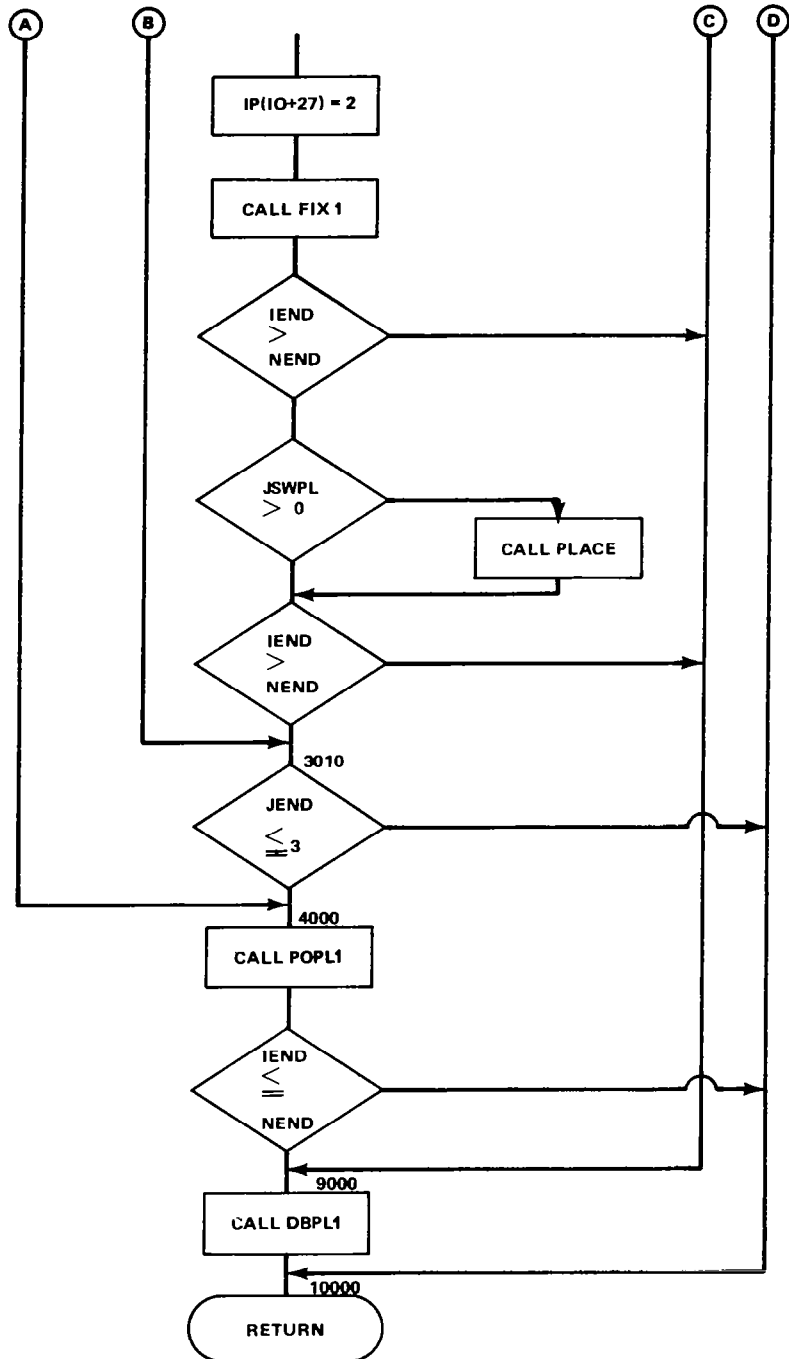 A B C D
IP(IO+27) = 2
CALL FIX 1
IEND
>
NEND
JSWPL
> 0
CALL PLACE
IEND
>
NEND
3010
JEND
≤ 3
4000
CALL POPL1
IEND
≤
NEND
9000
CALL DBPL1
10000
RETURN